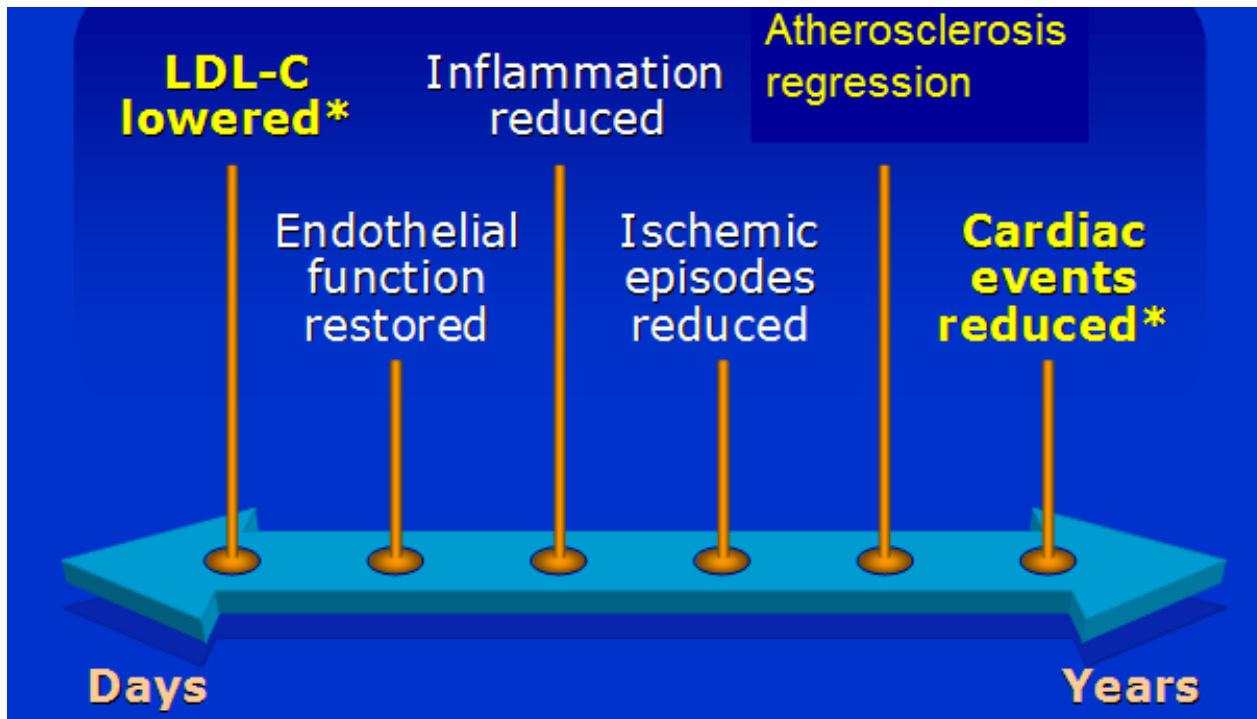 LDL-C
lowered*
Inflammation
reduced
Atherosclerosis
regression
Endothelial
function
restored
Ischemic
episodes
reduced
Cardiac
events
reduced*
Days
Years